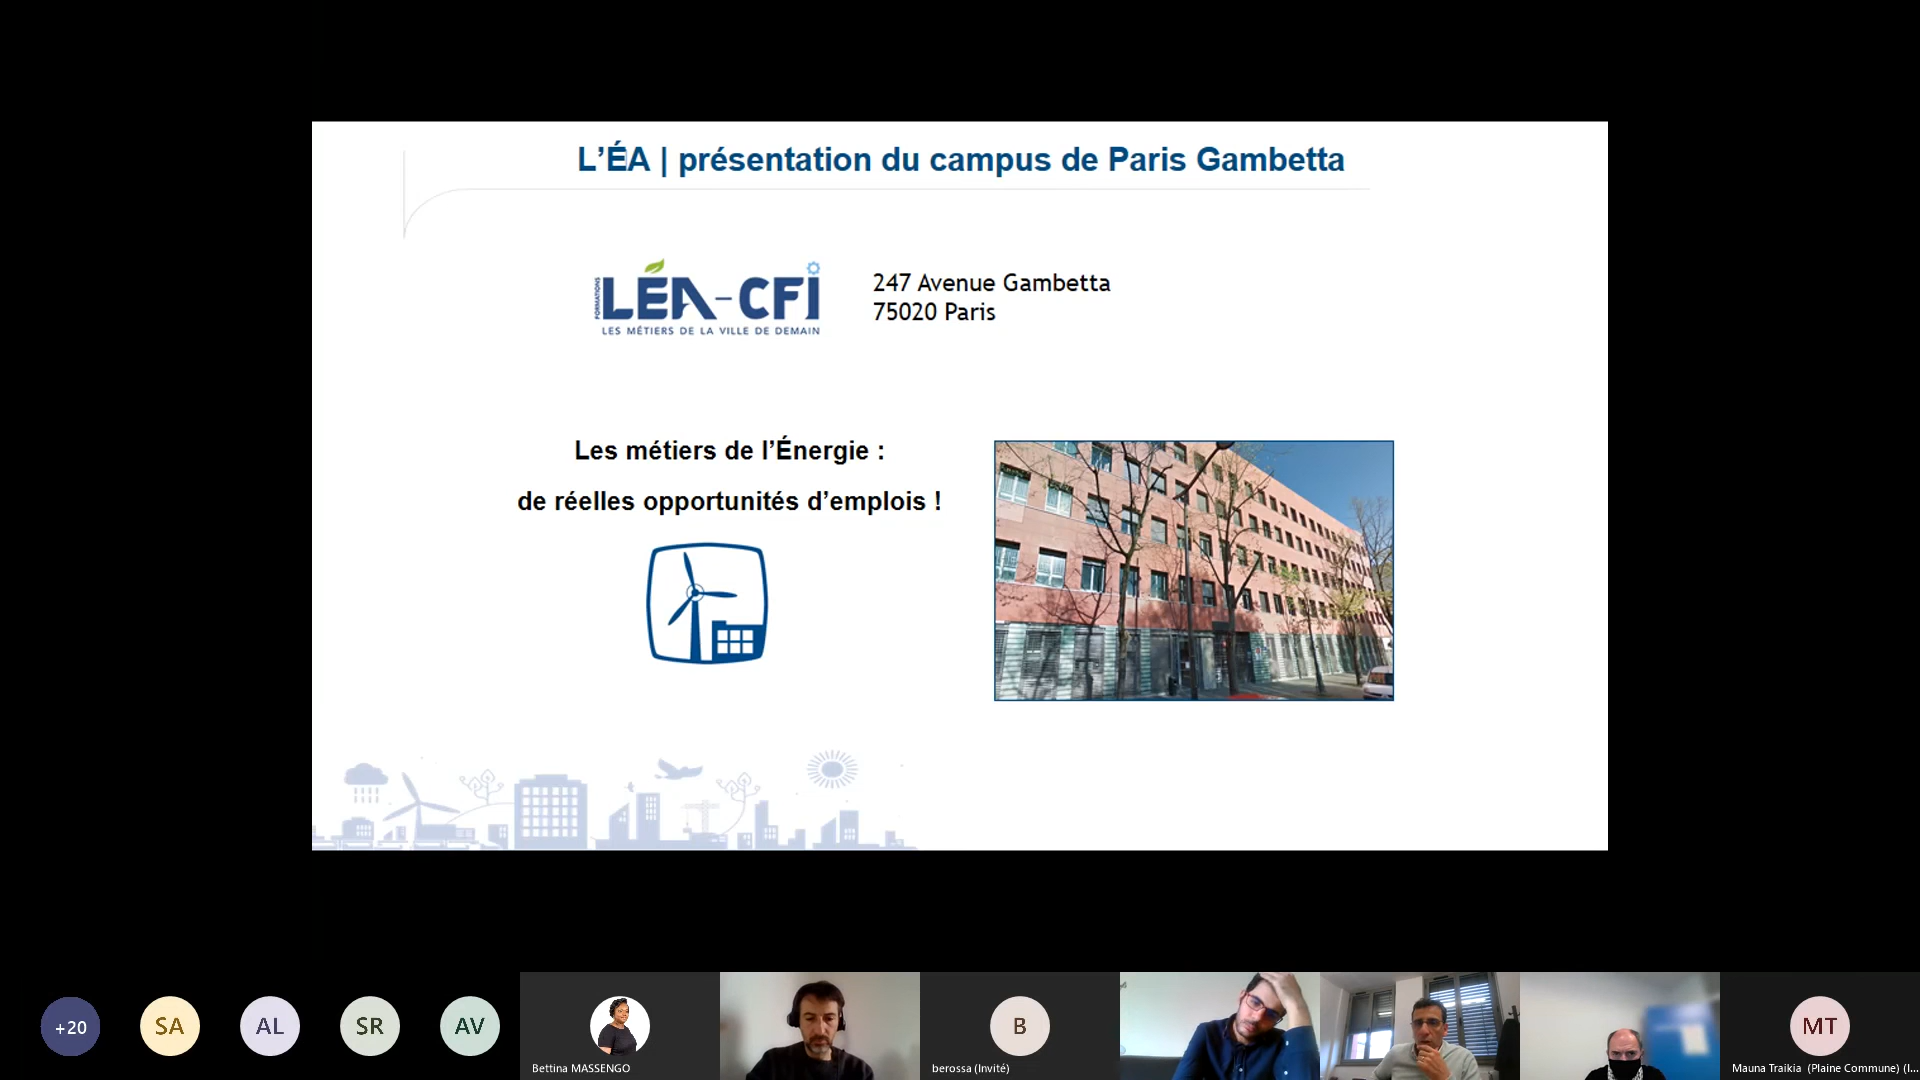 L'ÉA | présentation du campus de Paris Gambetta
FORMATIONS
LÉA-CFI
LES MÉTIERS DE LA VILLE DE DEMAIN
247 Avenue Gambetta
75020 Paris
Les métiers de l'Énergie :
de réelles opportunités d'emplois !
+20
SA
AL
SR
AV
B
MT
Bettina MASSENGO
berossa (Invité)
Mauna Traikia (Plaine Commune) (I...